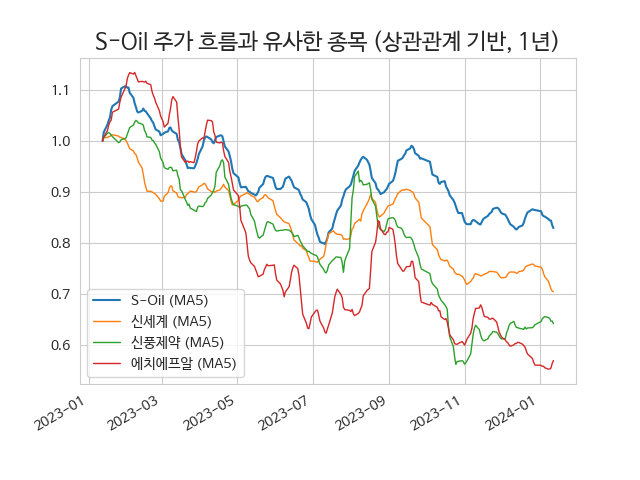 S-Oil 주가 흐름과 유사한 종목 (상관관계 기반, 1년)
1.1
1.0
0.9
0.8
0.7
0.6
S-Oil (MA5)
신세계 (MA5)
신풍제약 (MA5)
에치에프알 (MA5)
2023-01
2023-03
2023-05
2023-07
2023-09
2023-11
2024-01